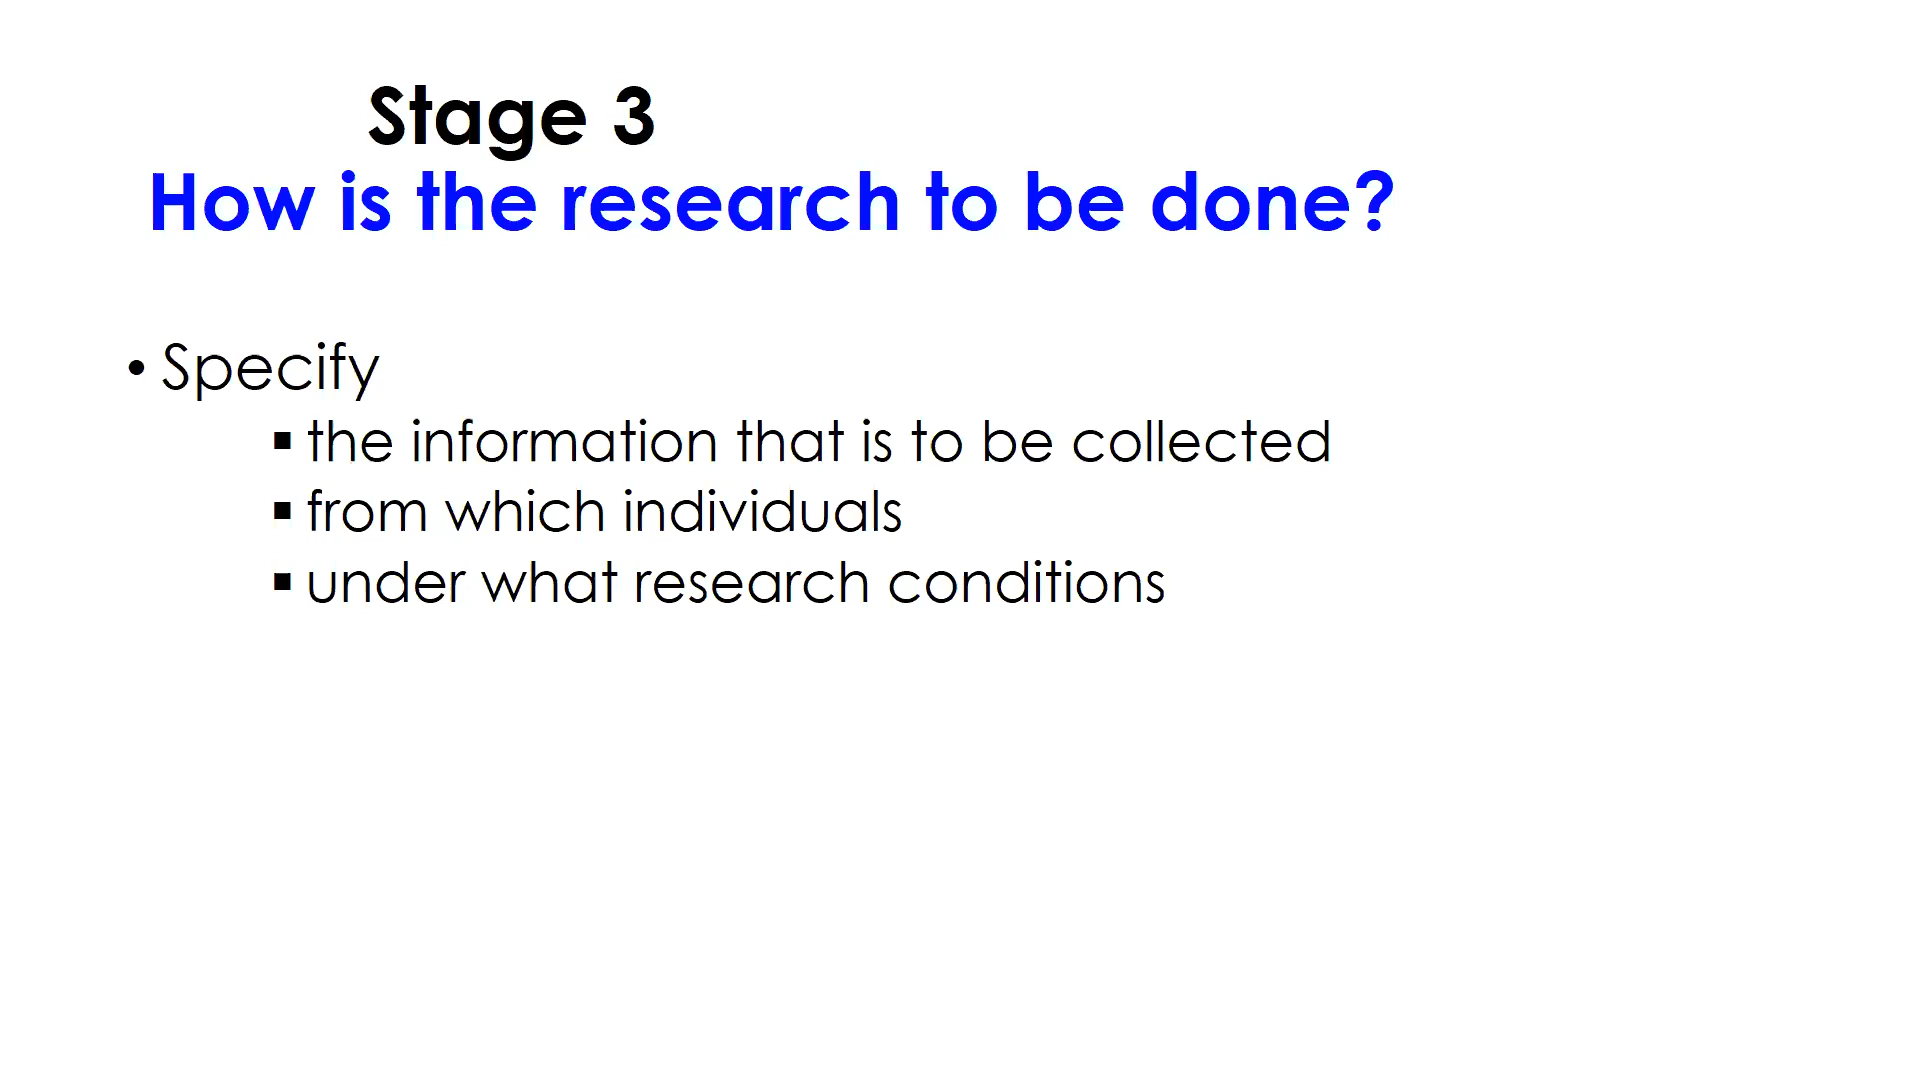 Stage 3
How is the research to be done?
• Specify
▪ the information that is to be collected
▪ from which individuals
▪ under what research conditions